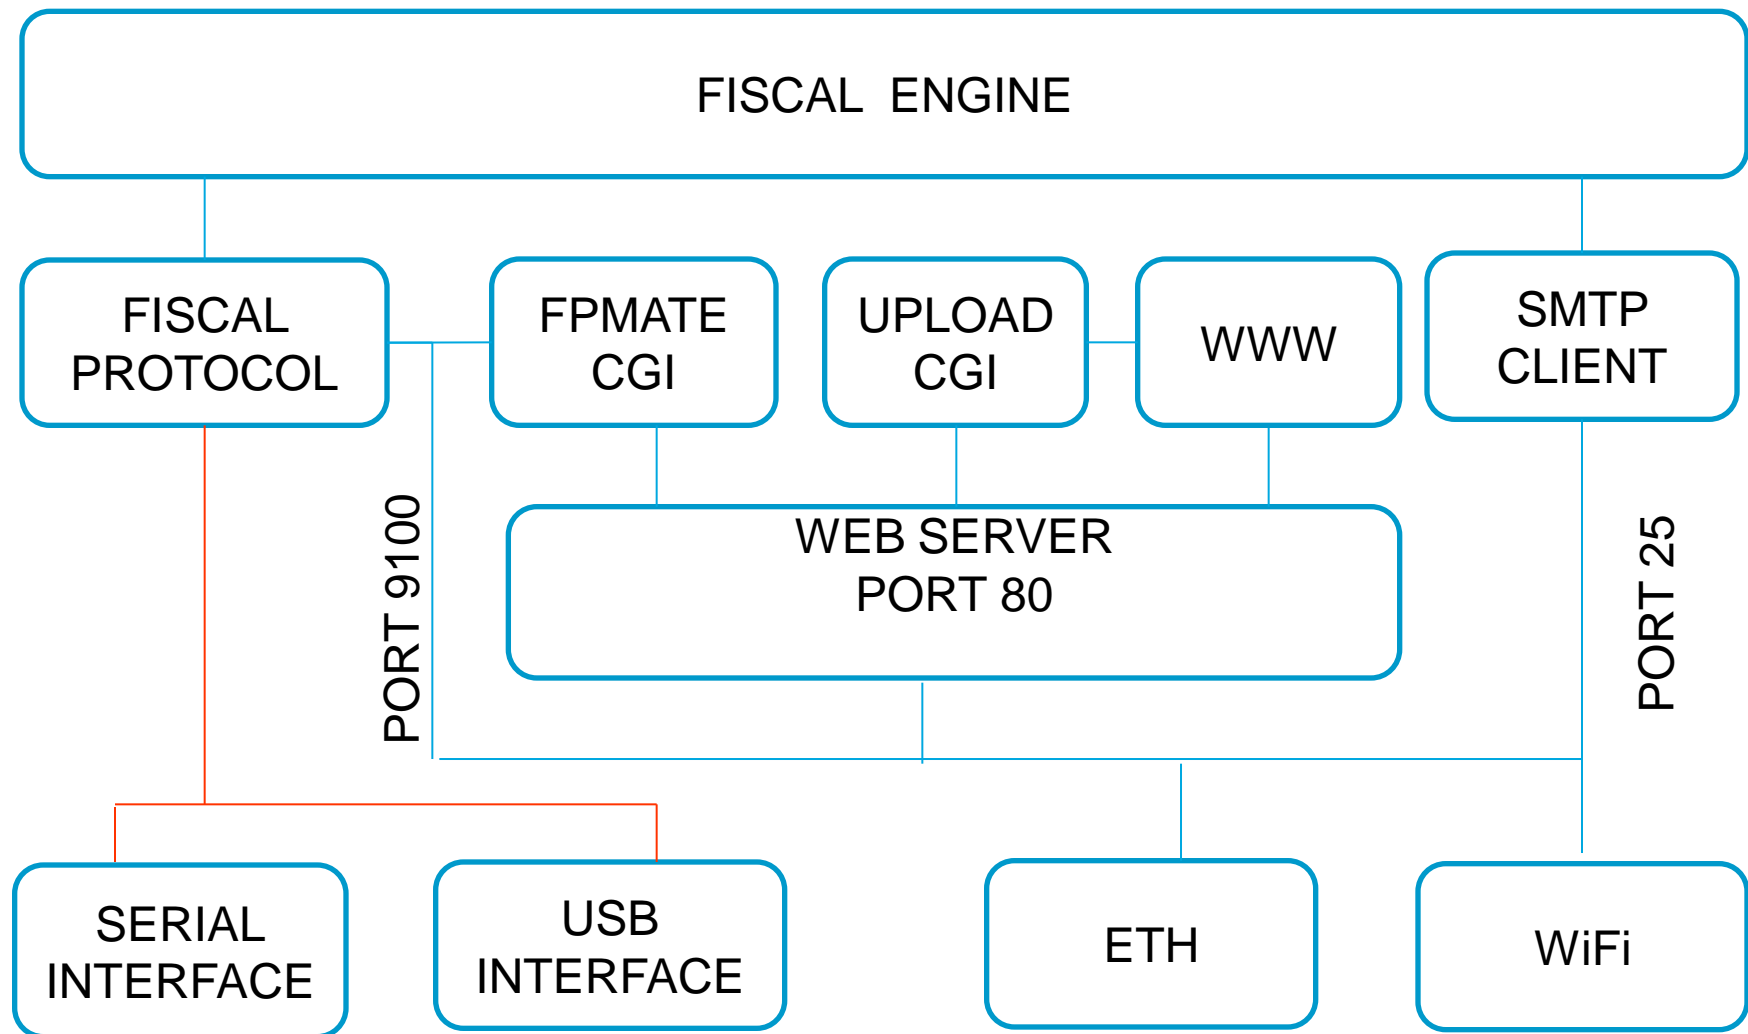 FISCAL ENGINE
FISCAL
PROTOCOL
FPMATE
CGI
UPLOAD
CGI
WWW
SMTP
CLIENT
PORT 9100
WEB SERVER
PORT 80
PORT 25
SERIAL
INTERFACE
USB
INTERFACE
ETH
WiFi